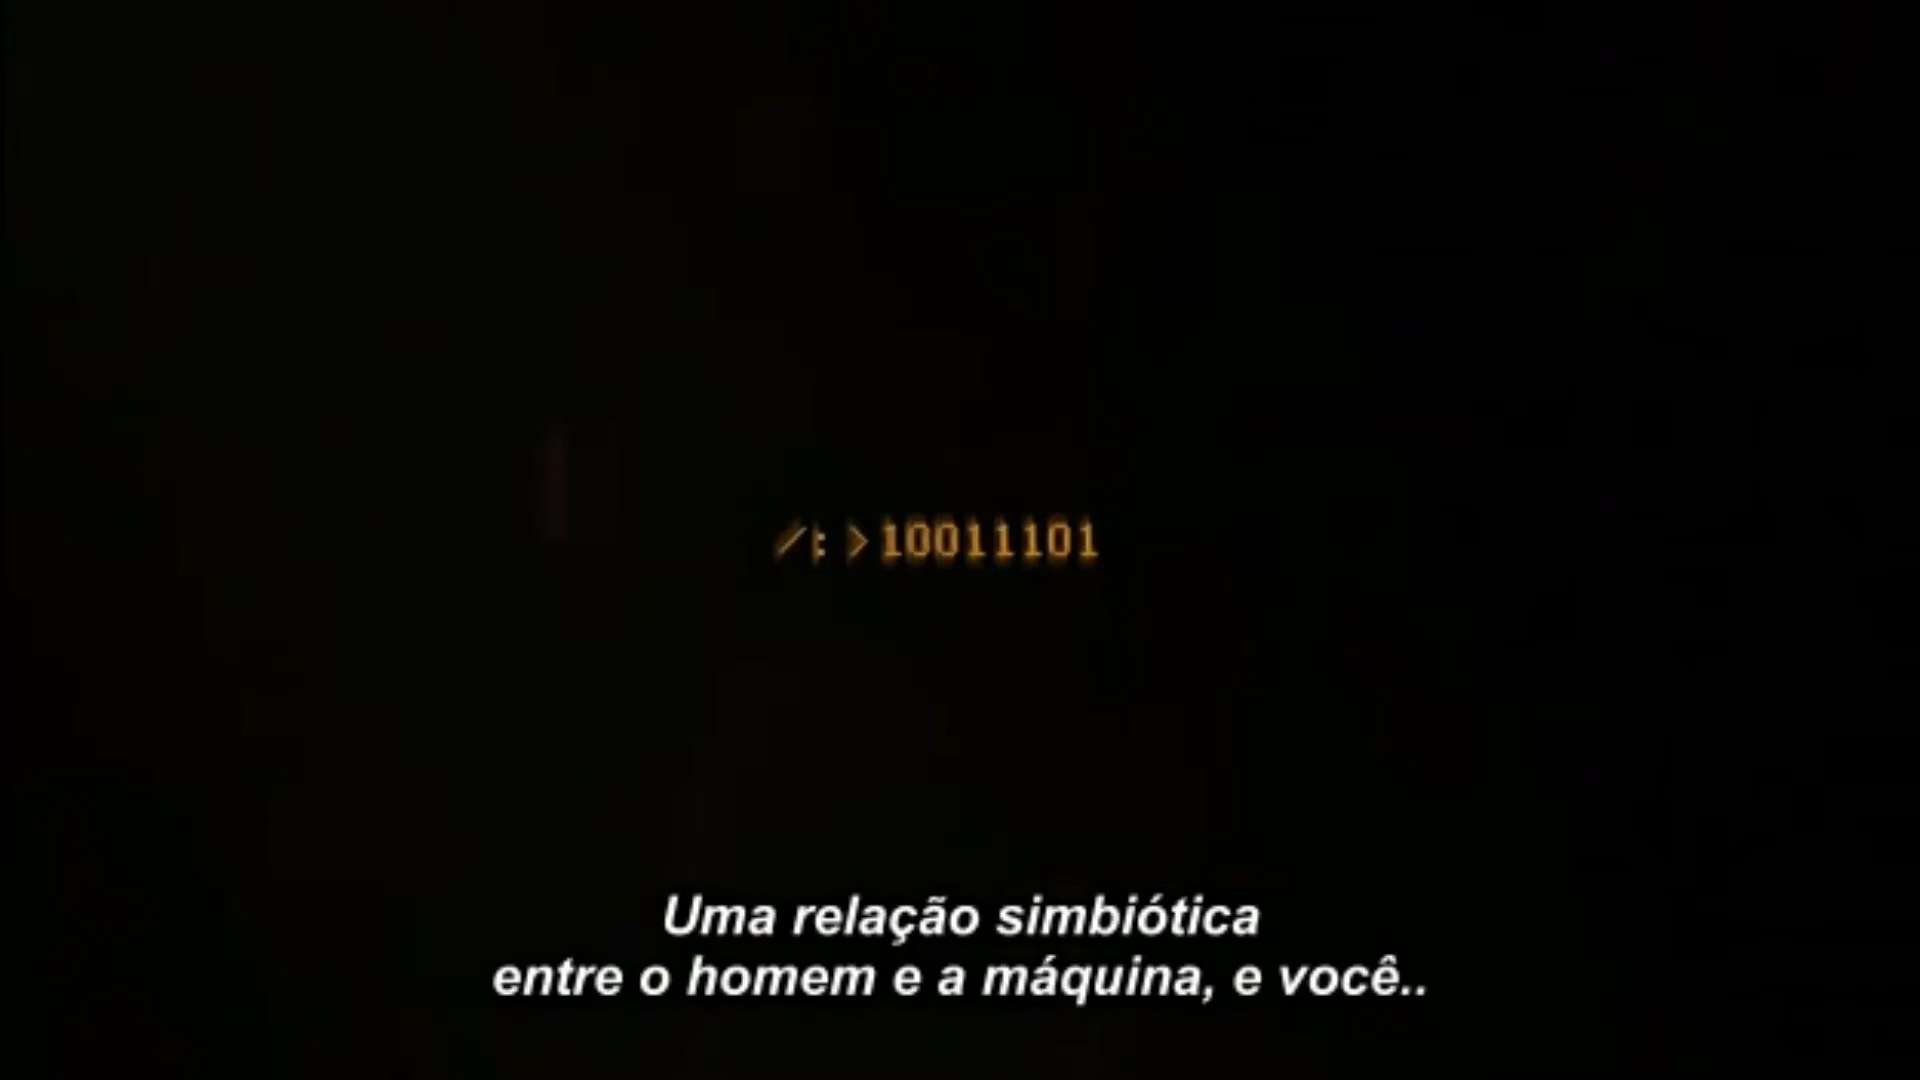 /:>10011101
Uma relação simbiótica
entre o homem e a máquina, e você..